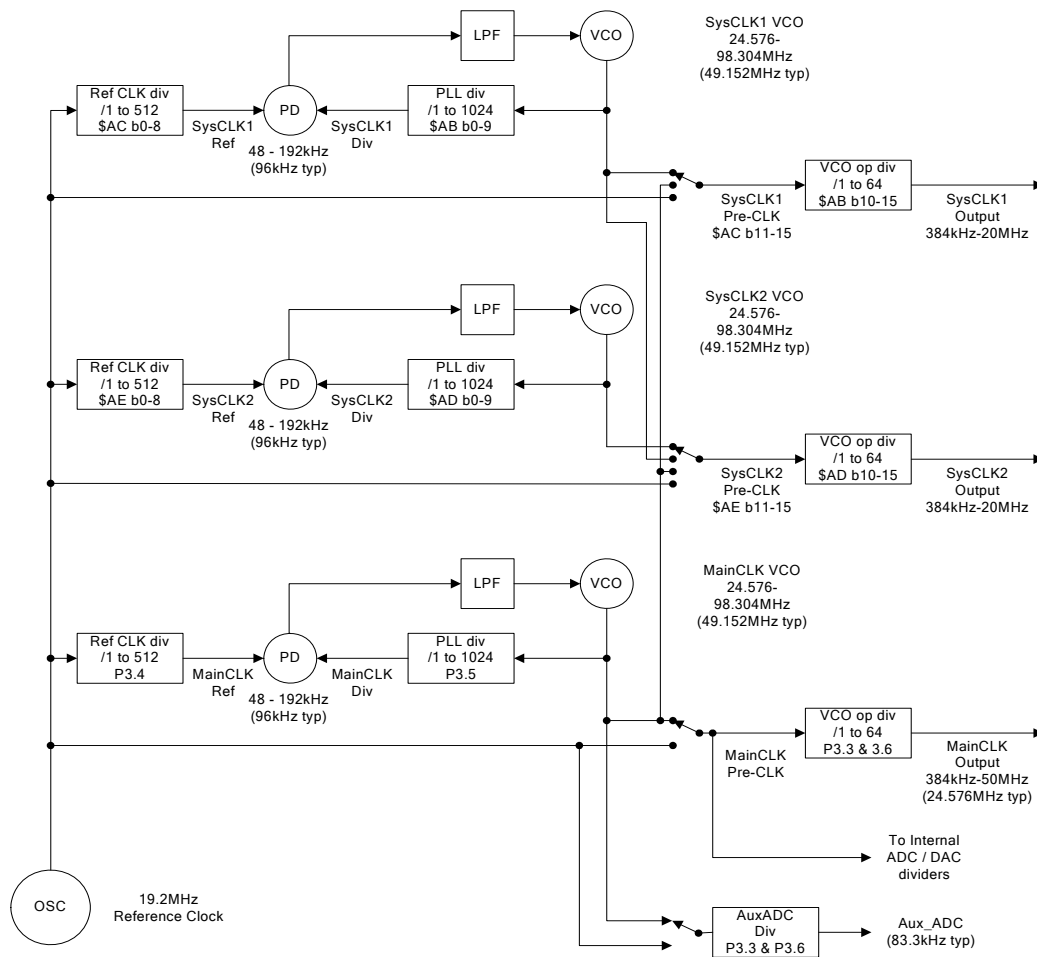 LPF
VCO
SysCLK1 VCO
24.576-
98.304MHz
(49.152MHz typ)
Ref CLK div
/1 to 512
$AC b0-8
SysCLK1
Ref
PD
48 - 192kHz
(96kHz typ)
SysCLK1
Div
PLL div
/1 to 1024
$AB b0-9
SysCLK1
Pre-CLK
$AC b11-15
VCO op div
/1 to 64
$AB b10-15
SysCLK1
Output
384kHz-20MHz
LPF
VCO
SysCLK2 VCO
24.576-
98.304MHz
(49.152MHz typ)
Ref CLK div
/1 to 512
$AE b0-8
SysCLK2
Ref
PD
48 - 192kHz
(96kHz typ)
SysCLK2
Div
PLL div
/1 to 1024
$AD b0-9
SysCLK2
Pre-CLK
$AE b11-15
VCO op div
/1 to 64
$AD b10-15
SysCLK2
Output
384kHz-20MHz
LPF
VCO
MainCLK VCO
24.576-
98.304MHz
(49.152MHz typ)
Ref CLK div
/1 to 512
P3.4
MainCLK
Ref
PD
48 - 192kHz
(96kHz typ)
MainCLK
Div
PLL div
/1 to 1024
P3.5
MainCLK
Pre-CLK
VCO op div
/1 to 64
P3.3 & 3.6
MainCLK
Output
384kHz-50MHz
(24.576MHz typ)
To Internal
ADC / DAC
dividers
OSC
19.2MHz
Reference Clock
AuxADC
Div
P3.3 & P3.6
Aux_ADC
(83.3kHz typ)